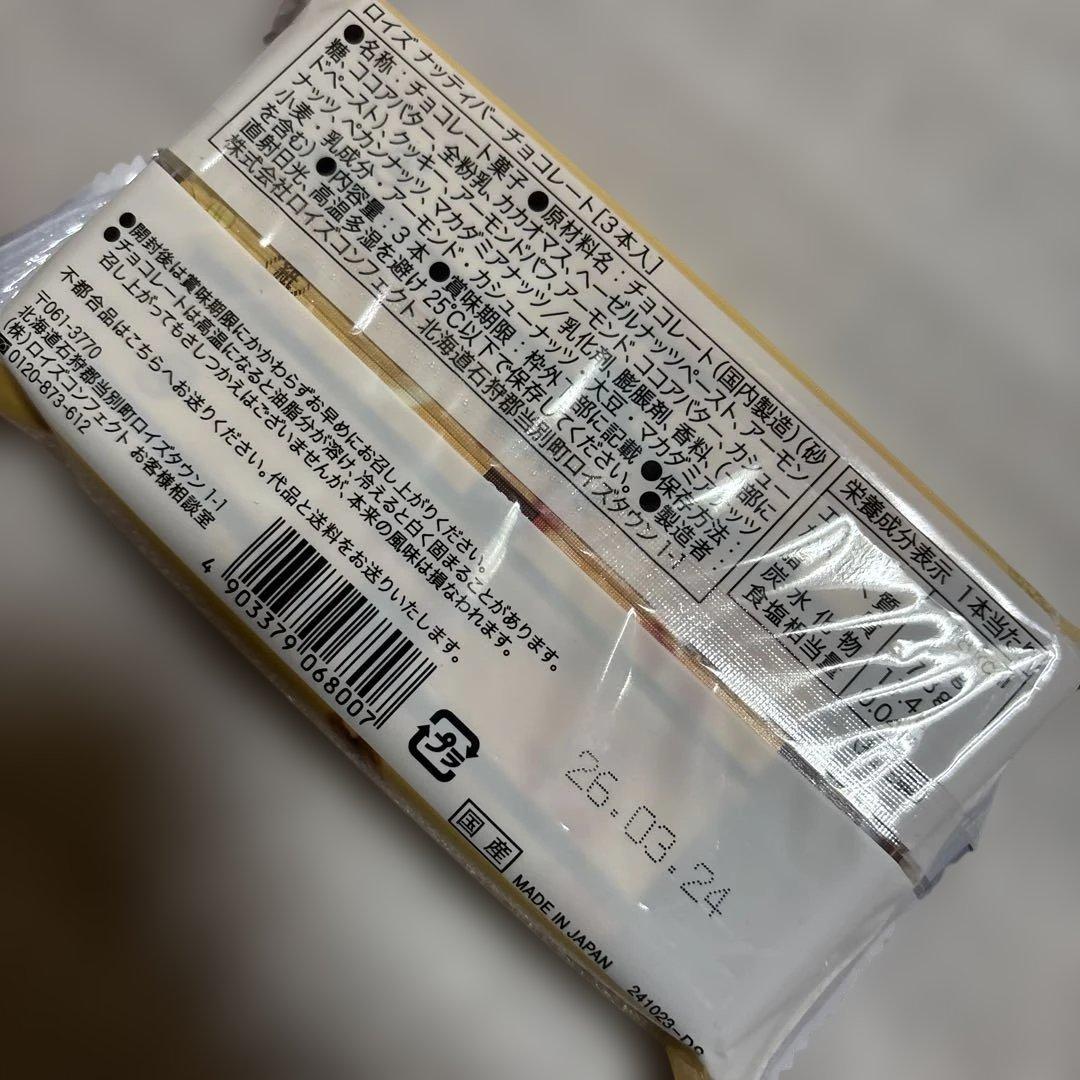 ロイズ ナッティバーチョコレート[3本入]
●名称：チョコレート菓子 ●原材料名：チョコレート(国内製造)(砂
糖、ココアバター、全粉乳、カカオマス、ヘーゼルナッツペースト、アーモン
ドペースト)、クッキー、アーモンドパフ、アーモンド、ココアバター、カシュー
ナッツ、ペカンナッツ、マカダミアナッツ/乳化剤、膨脹剤、香料、(一部に
小麦・乳成分・アーモンド・カシューナッツ・大豆・マカダミアナッツ
を含む) ●内容量：3本 ●賞味期限：枠外下部に記載 ●保存方法：
直射日光、高温多湿を避け25℃以下で保存してください。 ●製造者：
株式会社ロイズコンフェクト 北海道石狩郡当別町ロイズタウン1-1
栄養成分表示 1本当たり
炭水化物
食塩相当量
●開封後は賞味期限にかかわらずお早めにお召し上がりください。
●チョコレートは高温になると油脂分が溶け、冷えると白く固まることがあります。
召し上がってもさしつかえはございませんが、本来の風味は損なわれます。
不都合品はこちらへお送りください。代品と送料をお送りいたします。
〒061-3770
北海道石狩郡当別町ロイズタウン1-1
(株)ロイズコンフェクト お客様相談室
0120-873-612
4 903379 068007
プラ
国産
MADE IN JAPAN
26.03.24